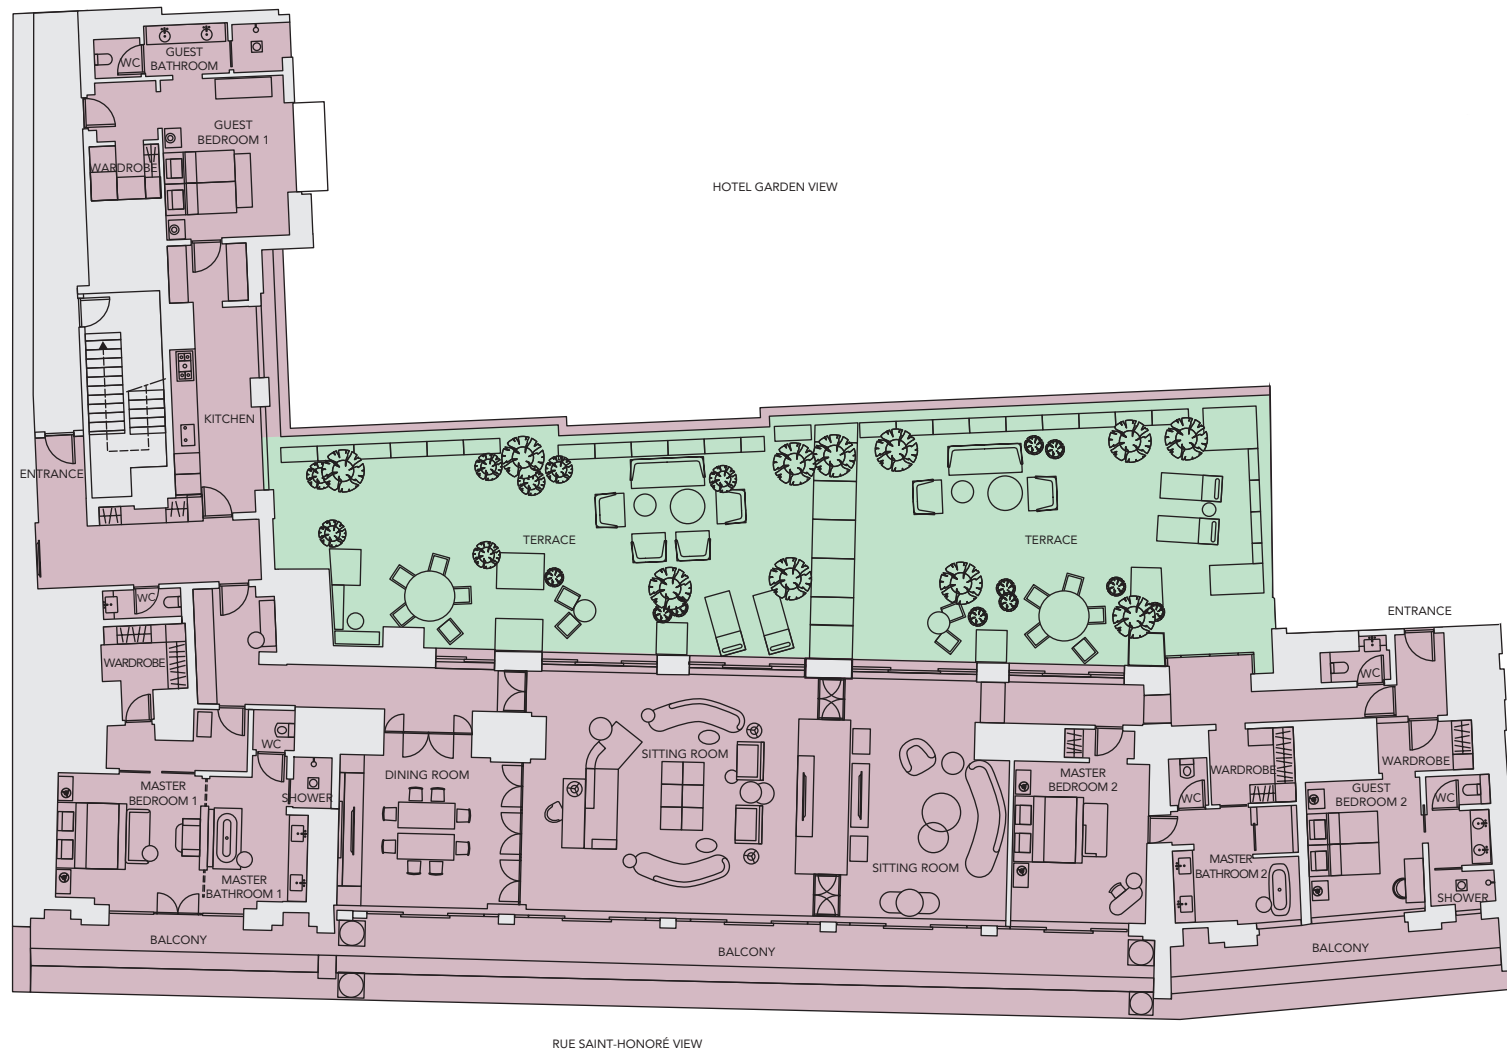 GUEST
BATHROOM
WC
GUEST
BEDROOM 1
WARDROBE
HOTEL GARDEN VIEW
KITCHEN
ENTRANCE
TERRACE
TERRACE
ENTRANCE
WC
WARDROBE
WC
WC
SITTING ROOM
DINING ROOM
MASTER
BEDROOM 1
SHOWER
MASTER
BATHROOM 1
SITTING ROOM
MASTER
BEDROOM 2
WARDROBE
WC
MASTER
BATHROOM 2
WARDROBE
GUEST
BEDROOM 2
WC
SHOWER
BALCONY
BALCONY
BALCONY
RUE SAINT-HONORÉ VIEW